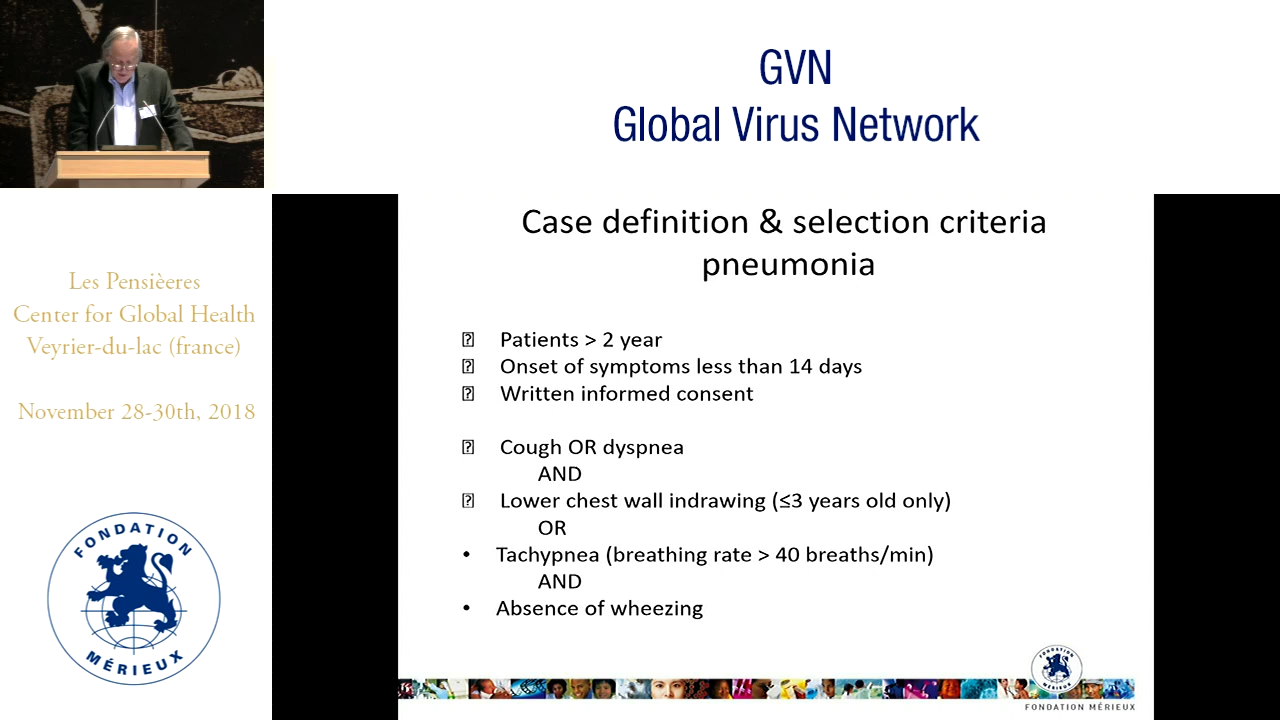 GVN
Global Virus Network
Les Pensièeres
Center for Global Health
Veyrier-du-lac (france)
November 28-30th, 2018
FONDATION
MÉRIEUX
Case definition & selection criteria
pneumonia
Patients > 2 year
Onset of symptoms less than 14 days
Written informed consent
Cough OR dyspnea
AND
Lower chest wall indrawing (≤3 years old only)
OR
• Tachypnea (breathing rate > 40 breaths/min)
AND
• Absence of wheezing
FONDATION
MÉRIEUX
FONDATION MÉRIEUX